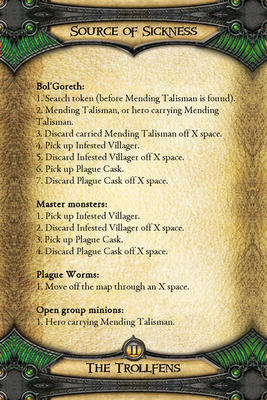 Source of Sickness
Bol'Goreth:
1. Search token (before Mending Talisman is found).
2. Mending Talisman, or hero carrying Mending
Talisman.
3. Discard carried Mending Talisman off X space.
4. Pick up Infested Villager.
5. Discard Infested Villager off X space.
6. Pick up Plague Cask.
7. Discard Plague Cask off X space.
Master monsters:
1. Pick up Infested Villager.
2. Discard Infested Villager off X space.
3. Pick up Plague Cask.
4. Discard Plague Cask off X space.
Plague Worms:
1. Move off the map through an X space.
Open group minions:
1. Hero carrying Mending Talisman.
II
The Trollfens